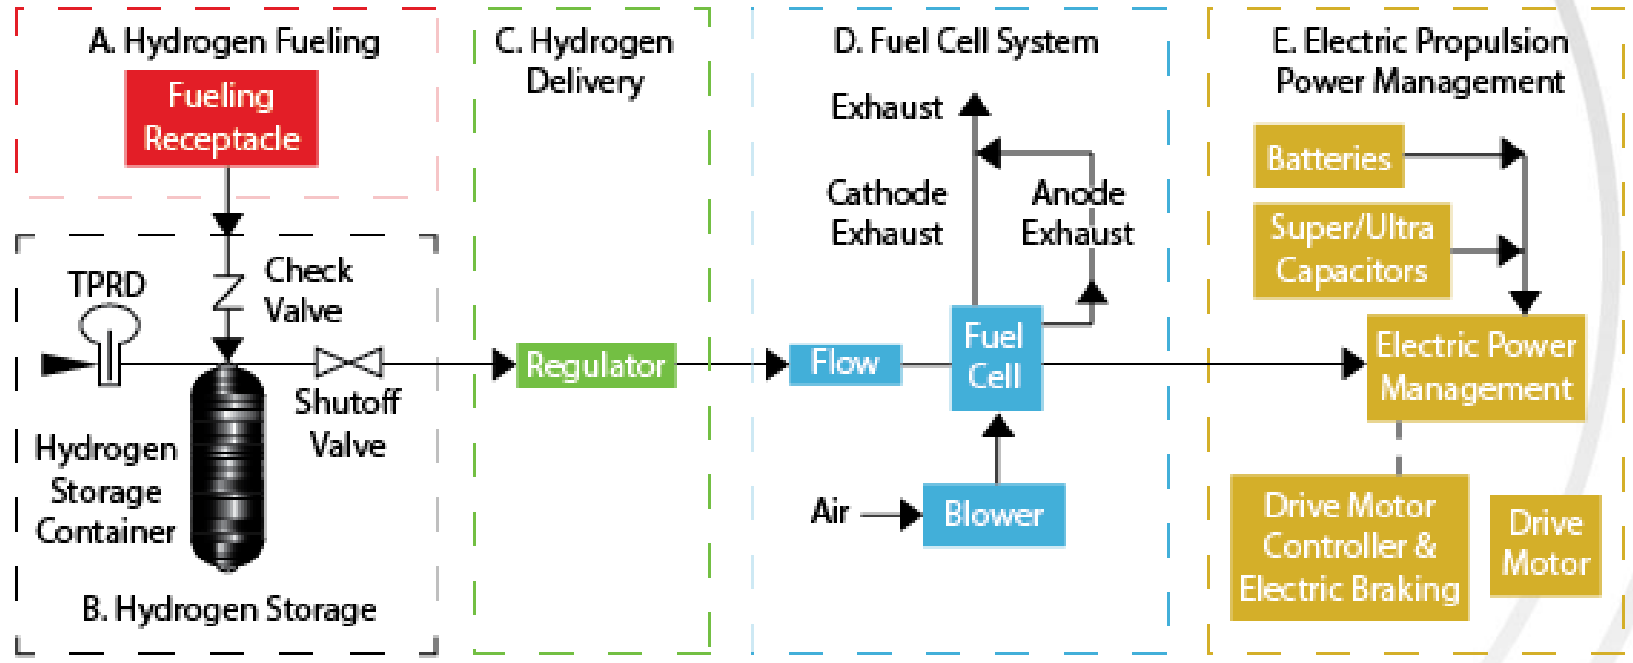 A. Hydrogen Fueling
Fueling
Receptacle
TPRD
Check
Valve
Shutoff
Valve
Hydrogen
Storage
Container
B. Hydrogen Storage
C. Hydrogen
Delivery
Regulator
D. Fuel Cell System
Exhaust
Cathode
Exhaust
Anode
Exhaust
Flow
Fuel
Cell
Air
Blower
E. Electric Propulsion
Power Management
Batteries
Super/Ultra
Capacitors
Electric Power
Management
Drive Motor
Controller &
Electric Braking
Drive
Motor